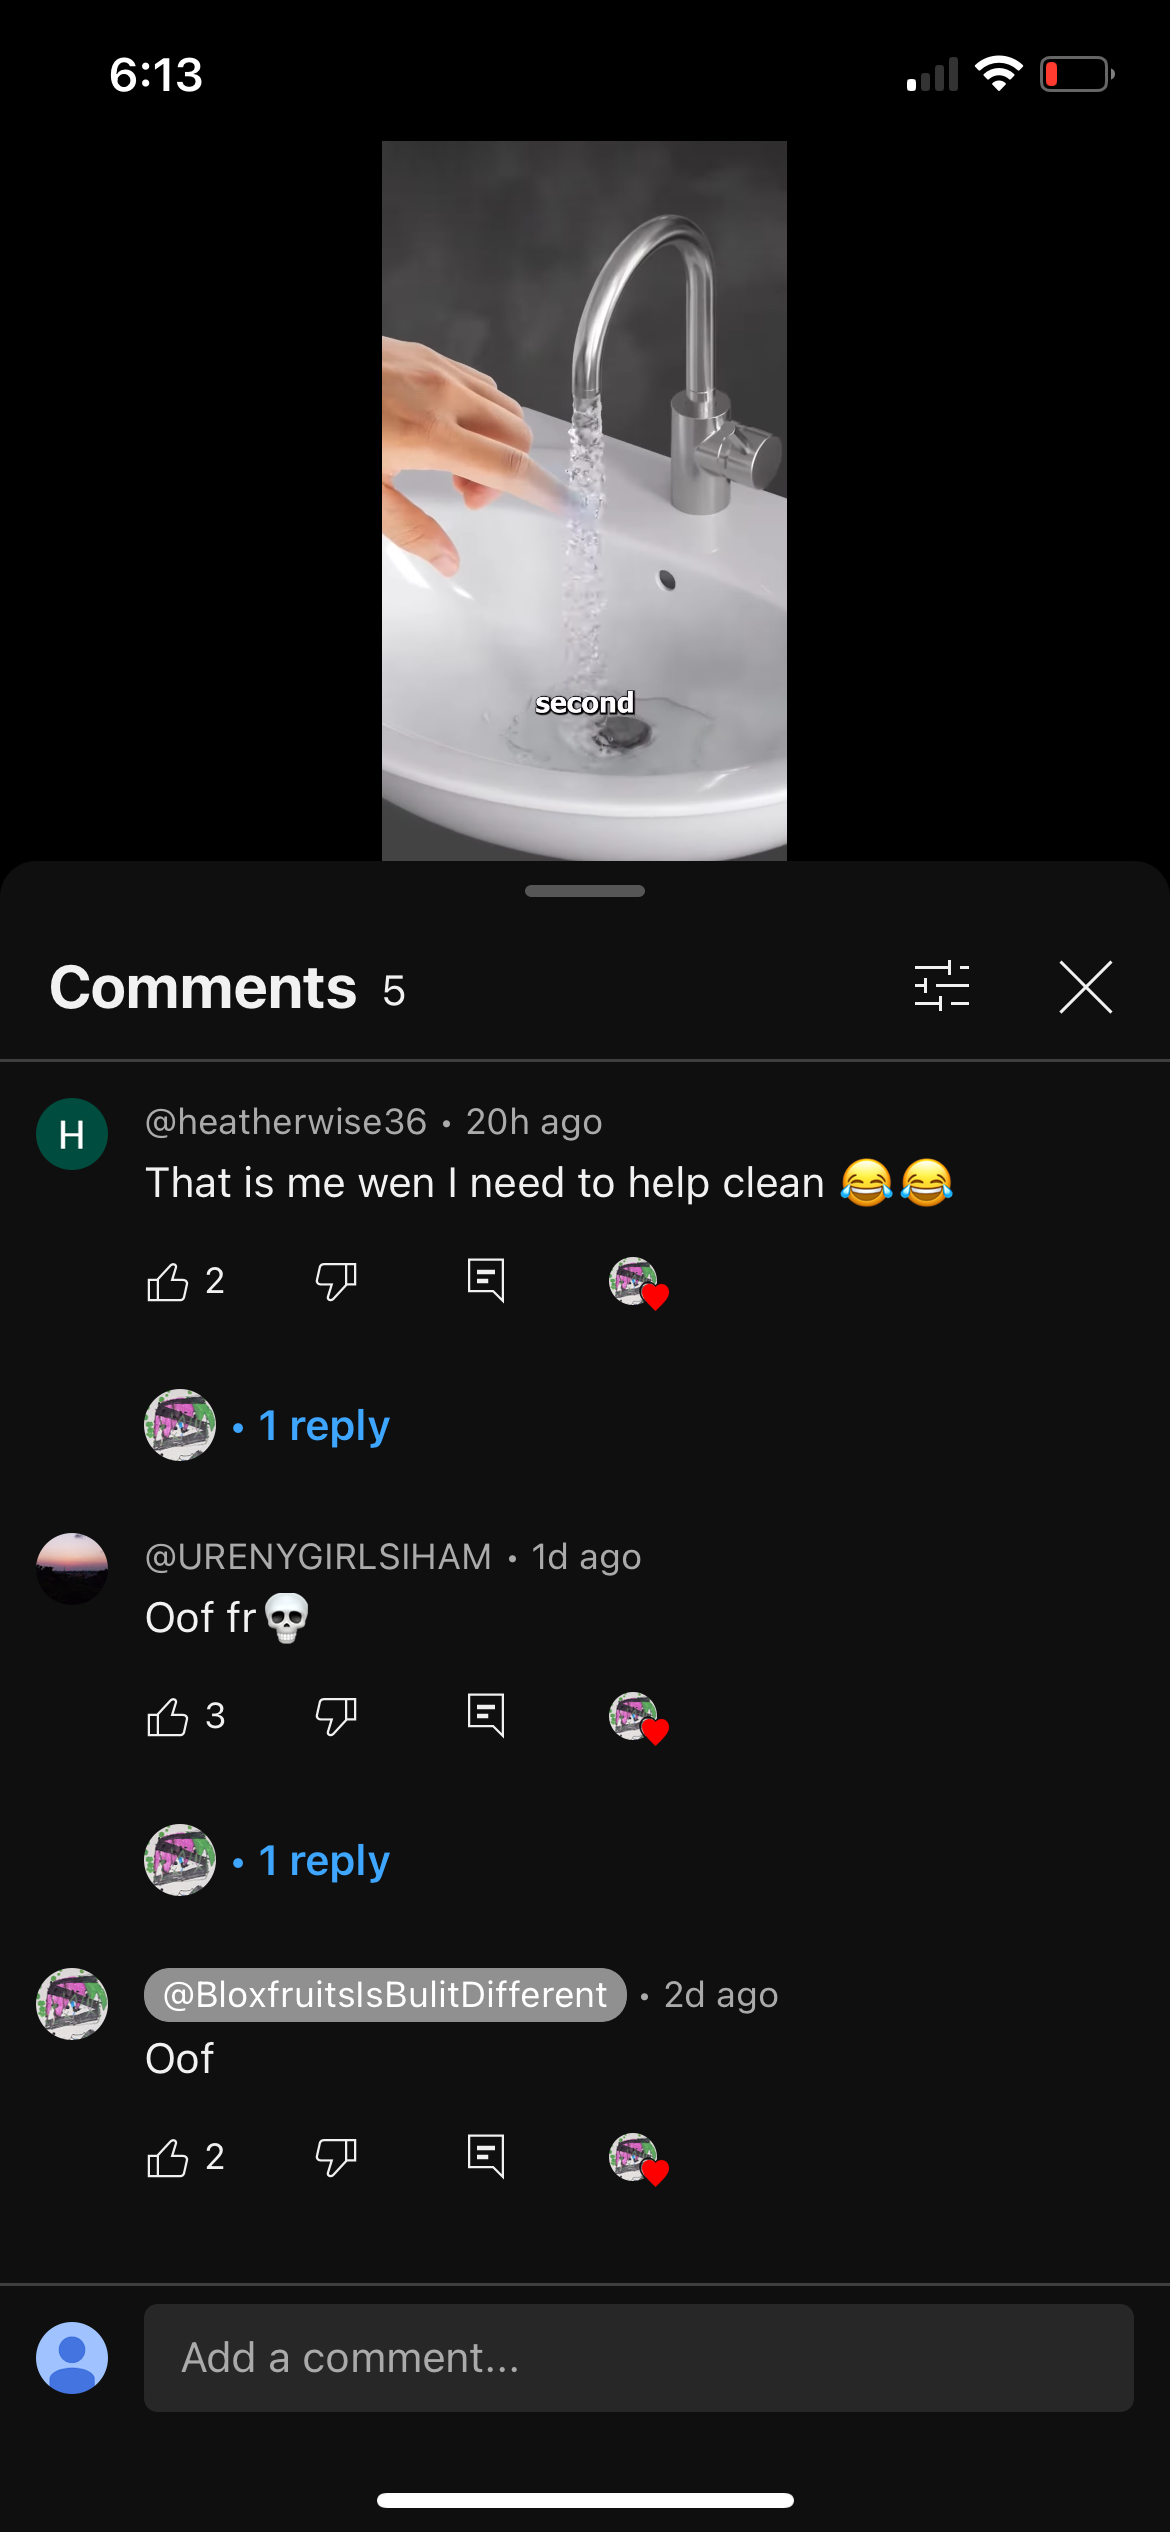 6:13
second
Comments 5
H
@heatherwise36 • 20h ago
That is me wen I need to help clean 😂😂
2
• 1 reply
@URENYGIRLSIHAM • 1d ago
Oof fr💀
3
• 1 reply
@BloxfruitsIsBulitDifferent • 2d ago
Oof
2
Add a comment...